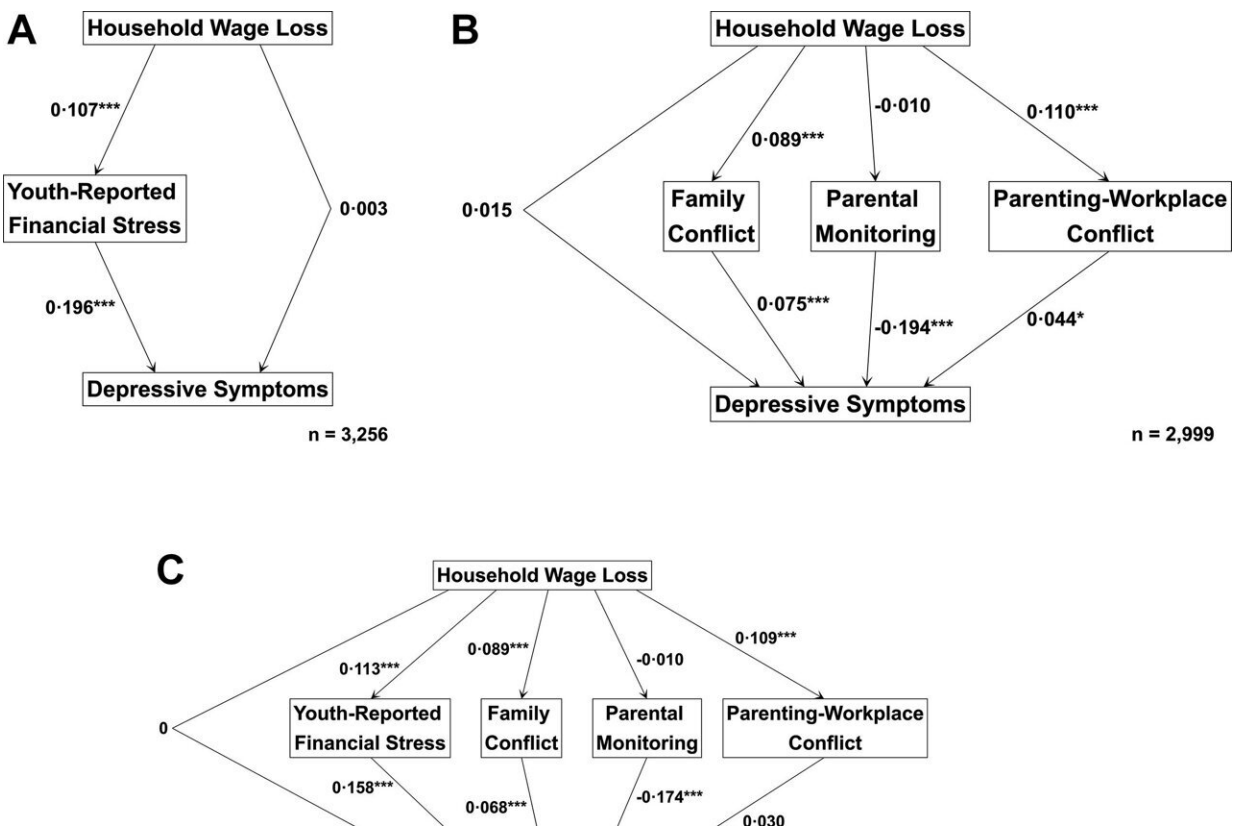 A
Household Wage Loss
0·107***
Youth-Reported
Financial Stress
0·003
0·196***
Depressive Symptoms
n = 3,256
B
Household Wage Loss
-0·010
0·110***
0·089***
0·015
Family
Conflict
Parental
Monitoring
Parenting-Workplace
Conflict
0·075***
-0·194***
0·044*
Depressive Symptoms
n = 2,999
C
Household Wage Loss
0·113***
0·089***
-0·010
0·109***
0
Youth-Reported
Financial Stress
Family
Conflict
Parental
Monitoring
Parenting-Workplace
Conflict
0·158***
0·068***
-0·174***
0·030